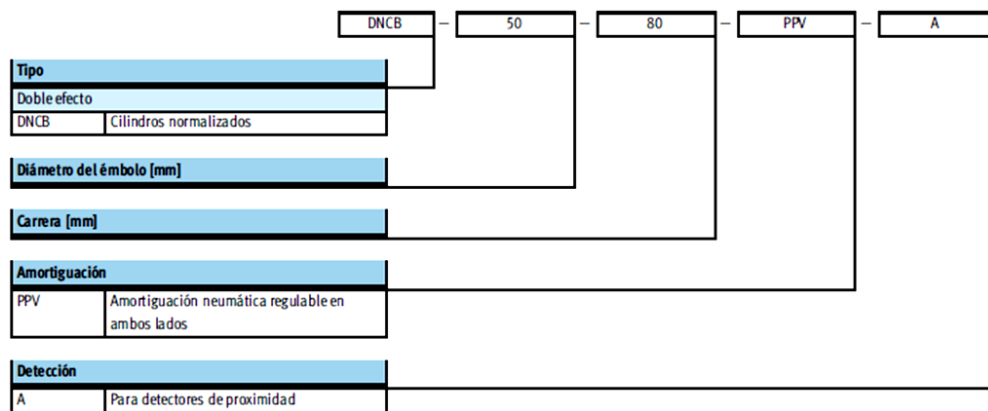 DNCB – 50 – 80 – PPV – A
Tipo
Doble efecto
DNCB Cilindros normalizados
Diámetro del émbolo [mm]
Carrera [mm]
Amortiguación
PPV Amortiguación neumática regulable en
ambos lados
Detección
A Para detectores de proximidad